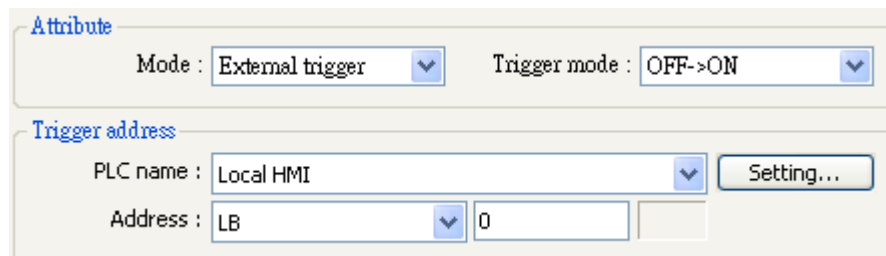 Attribute
Mode : External trigger Trigger mode : OFF->ON
Trigger address
PLC name : Local HMI Setting...
Address : LB 0